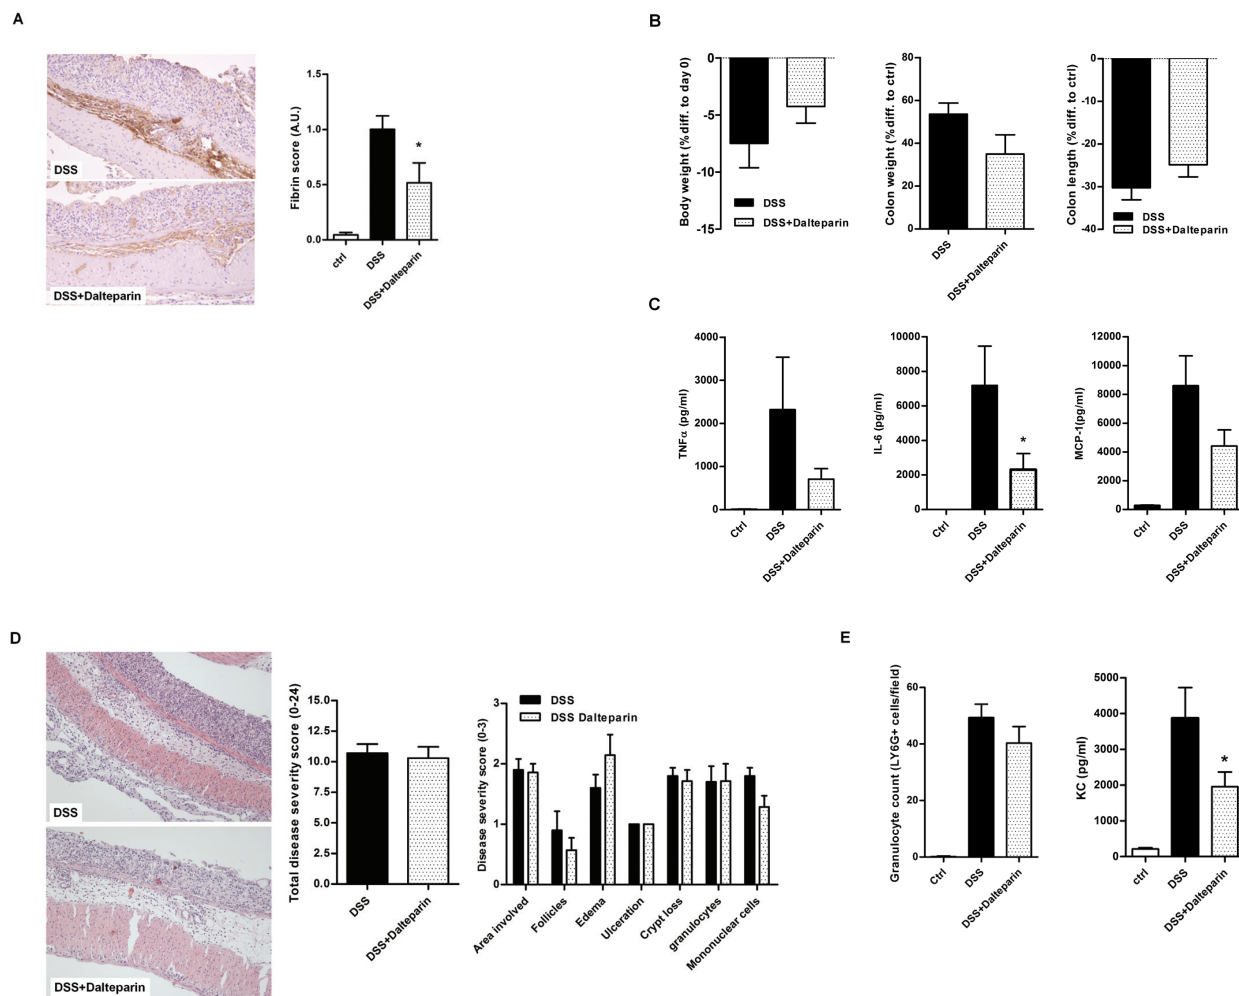 A
DSS
DSS+Dalteparin
Fibrin score (A.U.)
1.5
1.0
0.5
0.0
*
ctrl
DSS
DSS+Dalteparin
B
Body weight (% diff. to day 0)
0
-5
-10
-15
DSS
DSS+Dalteparin
Colon weight (% diff. to ctrl)
80
60
40
20
0
DSS
DSS+Dalteparin
Colon length (% diff. to ctrl)
0
-10
-20
-30
-40
DSS
DSS+Dalteparin
C
TNFα (pg/ml)
4000
3000
2000
1000
0
Ctrl
DSS
DSS+Dalteparin
IL-6 (pg/ml)
10000
8000
6000
4000
2000
0
*
Ctrl
DSS
DSS+Dalteparin
MCP-1(pg/ml)
12000
10000
8000
6000
4000
2000
0
Ctrl
DSS
DSS+Dalteparin
D
DSS
DSS+Dalteparin
Total disease severity score (0-24)
15.0
12.5
10.0
7.5
5.0
2.5
0.0
DSS
DSS+Dalteparin
Disease severity score (0-3)
3
2
1
0
DSS
DSS Dalteparin
Area involved
Follicles
Edema
Ulceration
Crypt loss
granulocytes
Mononuclear cells
E
Granulocyte count (LY6G+ cells/field)
60
40
20
0
Ctrl
DSS
DSS+Dalteparin
KC (pg/ml)
5000
4000
3000
2000
1000
0
*
ctrl
DSS
DSS+Dalteparin